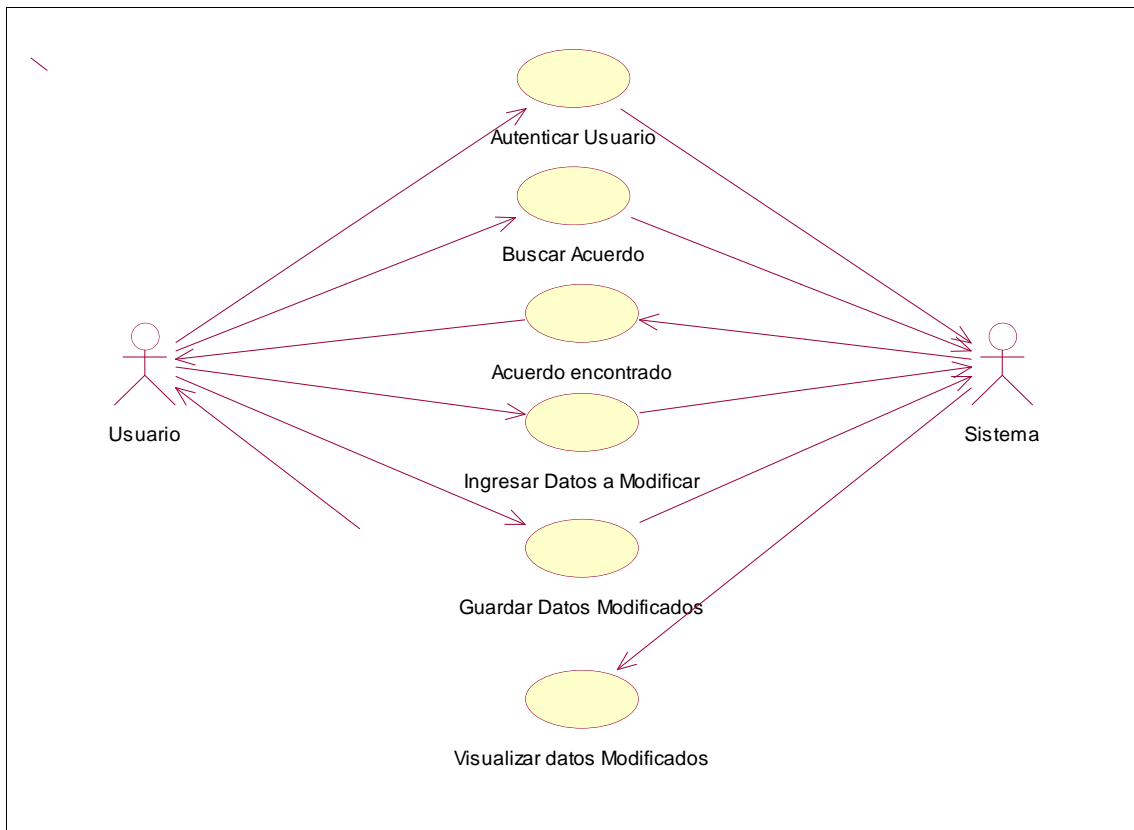 Autenticar Usuario
Buscar Acuerdo
Acuerdo encontrado
Usuario
Sistema
Ingresar Datos a Modificar
Guardar Datos Modificados
Visualizar datos Modificados